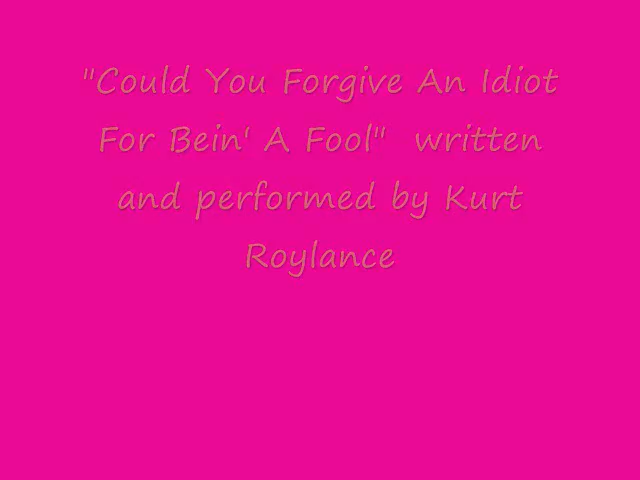 "Could You Forgive An Idiot
For Bein' A Fool"  written
and performed by Kurt
Roylance